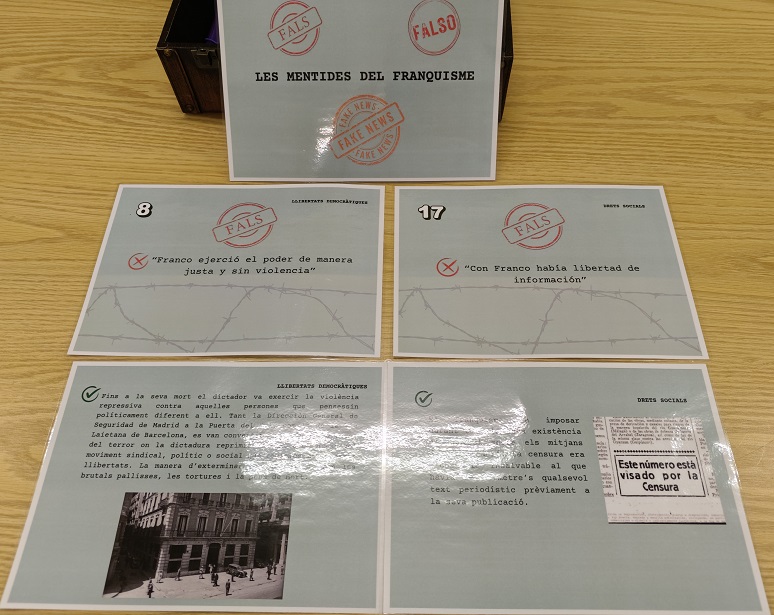 FALS
FALSO
LES MENTIDES DEL FRANQUISME
FAKE NEWS
FAKE NEWS
FAKE NEWS
8
LLIBERTATS DEMOCRÀTIQUES
FALS
"Franco ejerció el poder de manera
justa y sin violencia"
17
DRETS SOCIALS
FALS
"Con Franco había libertad de
información"
LLIBERTATS DEMOCRÀTIQUES
Fins a la seva mort el dictador va exercir la violència
repressiva contra aquelles persones que pensessin
políticament diferent a ell. Tant la Dirección General de
Seguridad de Madrid a la Puerta del
Laietana de Barcelona, es van
del terror on la dictadura
moviment sindical, polític o social
llibertats. La manera
brutals pallisses, les tortures i la
DRETS SOCIALS
imposar
existència
els mitjans
censura era
al que
qualsevol
text periodístic prèviament a
la seva publicació.
Este número está
visado por la
Censura